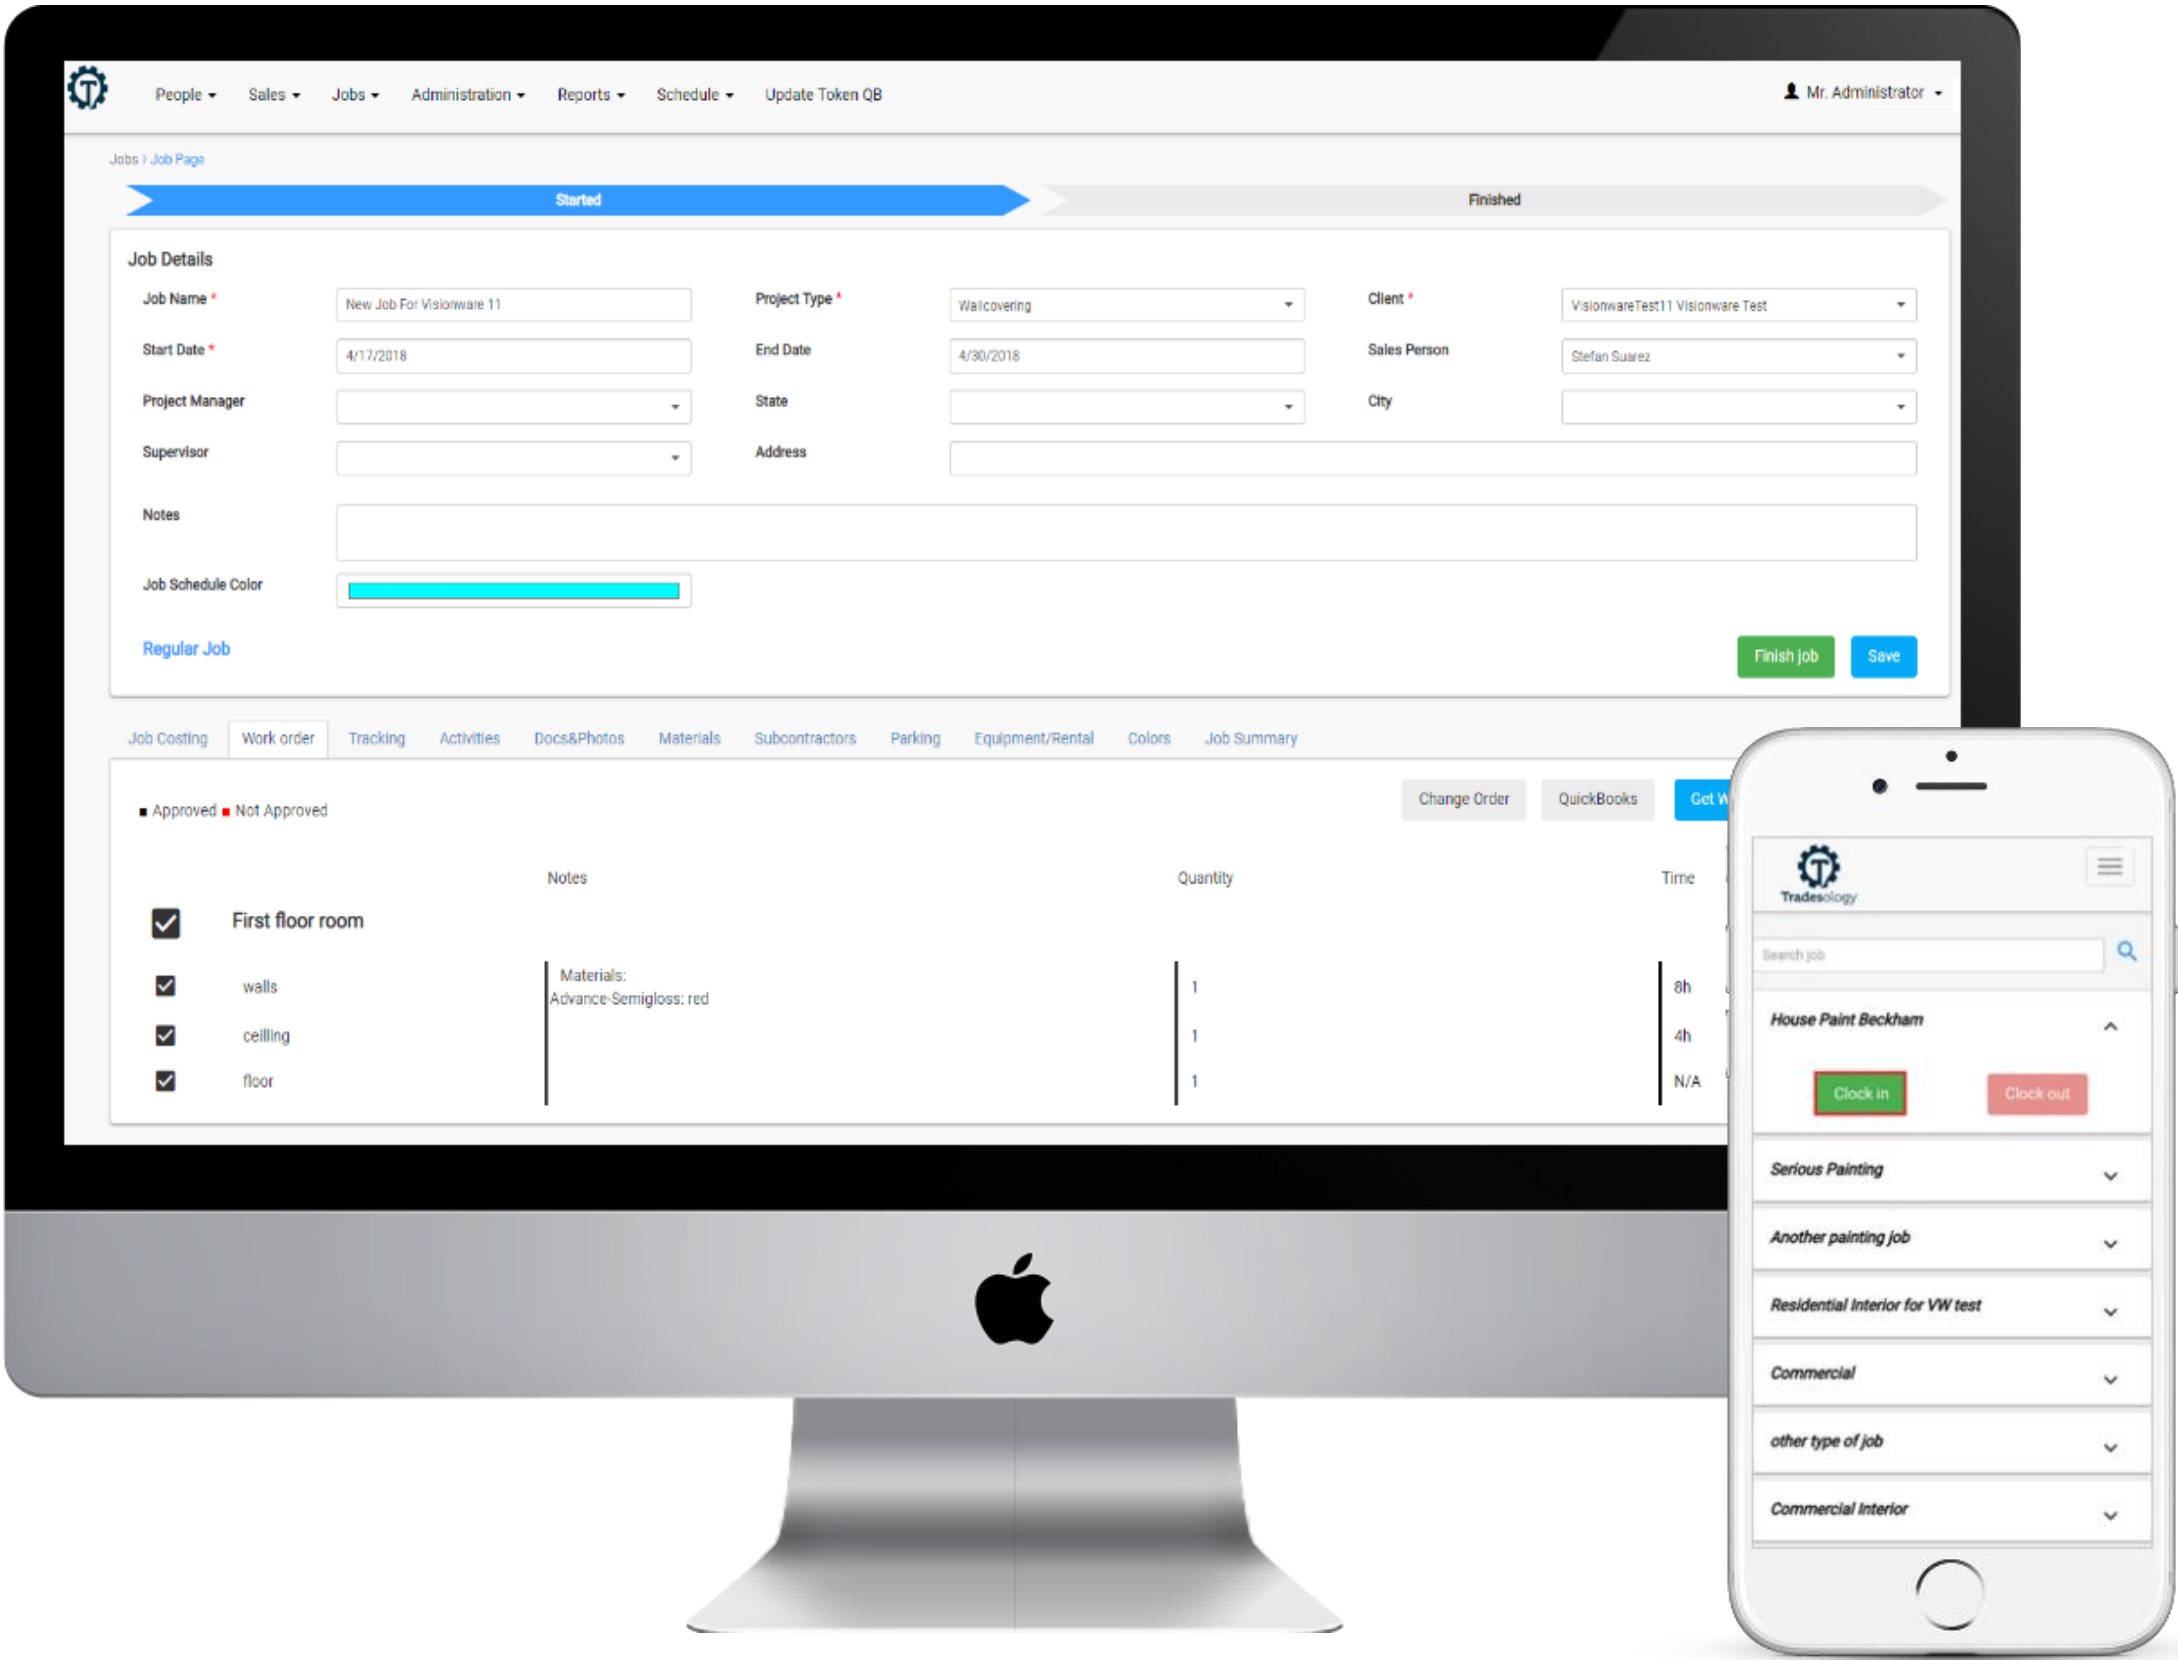 People Sales Jobs Administration Reports Schedule Update Token QB Mr. Administrator
Jobs Job Page
Started Finished
Job Details
Job Name * New Job For Visionware 11 Project Type * Wallcovering Client * VisionwareTest11 Visionware Test
Start Date * 4/17/2018 End Date 4/30/2018 Sales Person Stefan Suarez
Project Manager State City
Supervisor Address
Notes
Job Schedule Color
Regular Job Finish job Save
Job Costing Work order Tracking Activities Docs&Photos Materials Subcontractors Parking Equipment/Rental Colors Job Summary
Approved Not Approved Change Order QuickBooks Get W
Notes Quantity Time
First floor room
walls Materials: 1 8h
Advance-Semigloss: red
ceilling 1 4h
floor 1 N/A
T
Tradesology
Search job
House Paint Beckham
Clock in Clock out
Serious Painting
Another painting job
Residential Interior for VW test
Commercial
other type of job
Commercial Interior